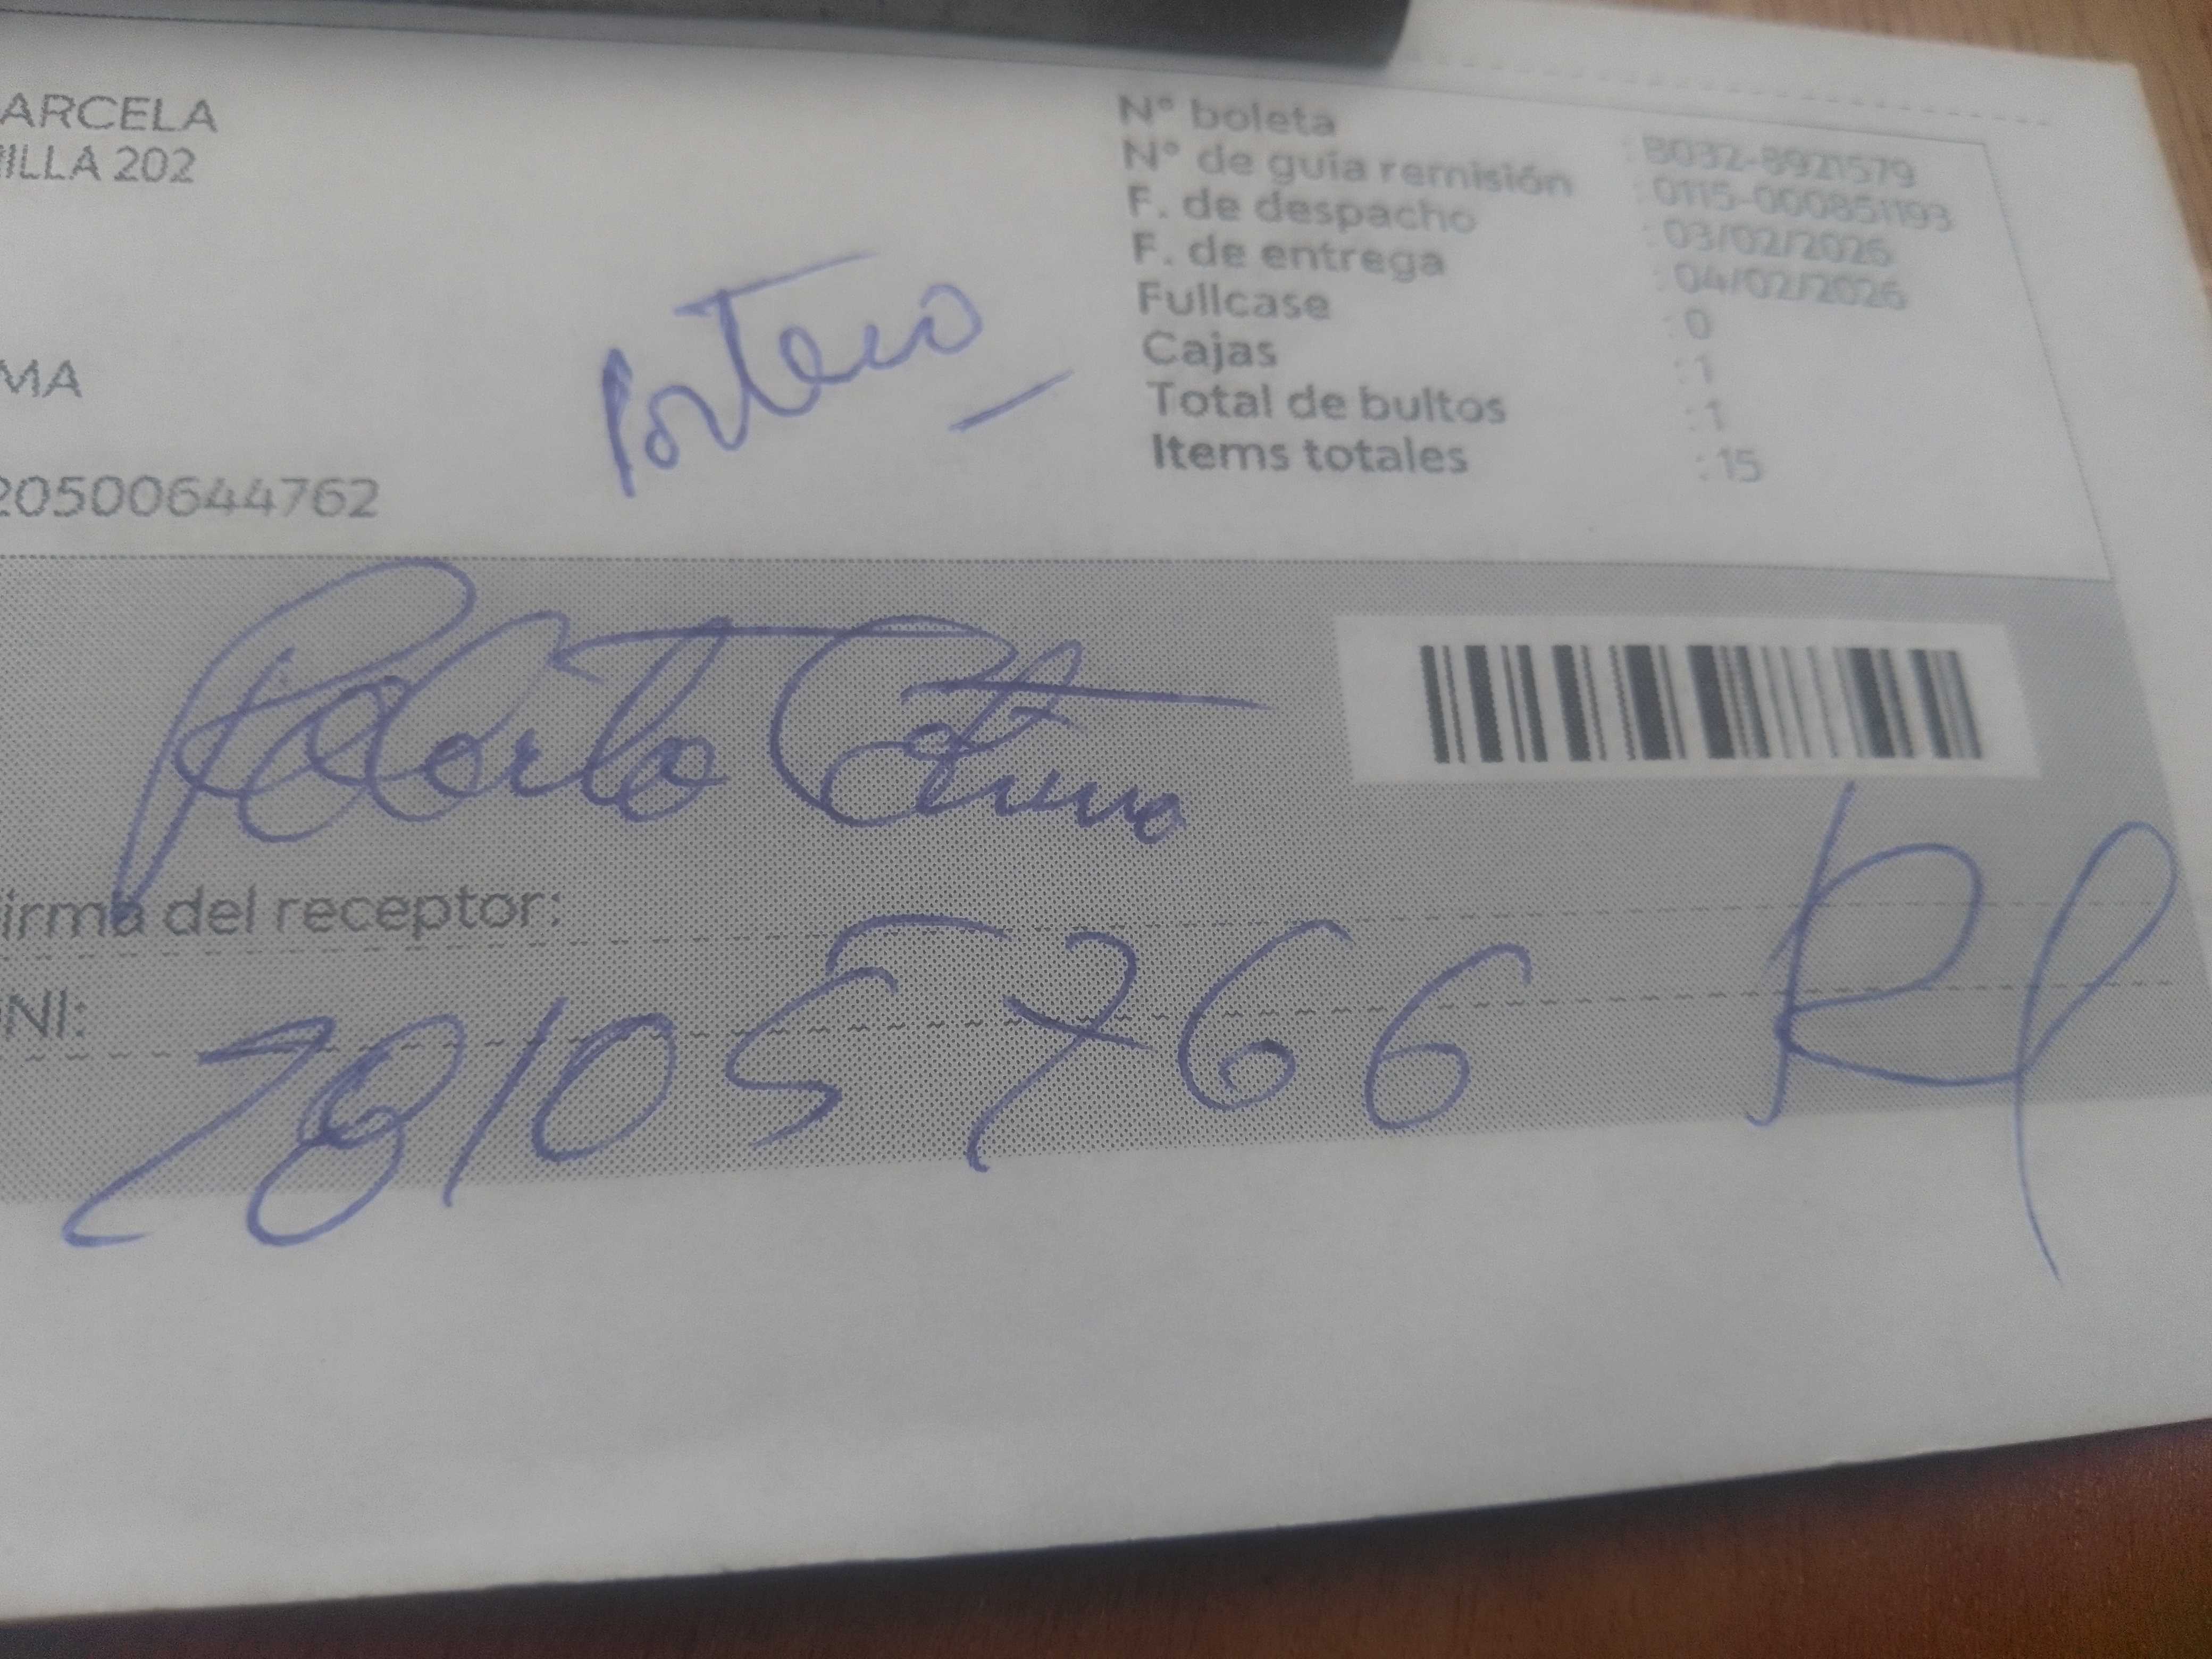 ARCELA
ILLA 202
MA
20500644762
Portero
N° boleta : B032-8921579
N° de guía remisión : 0115-000851193
F. de despacho : 03/02/2026
F. de entrega : 04/02/2026
Fullcase : 0
Cajas : 1
Total de bultos : 1
Items totales : 15
Roberto
irma del receptor:
NI: 28105766